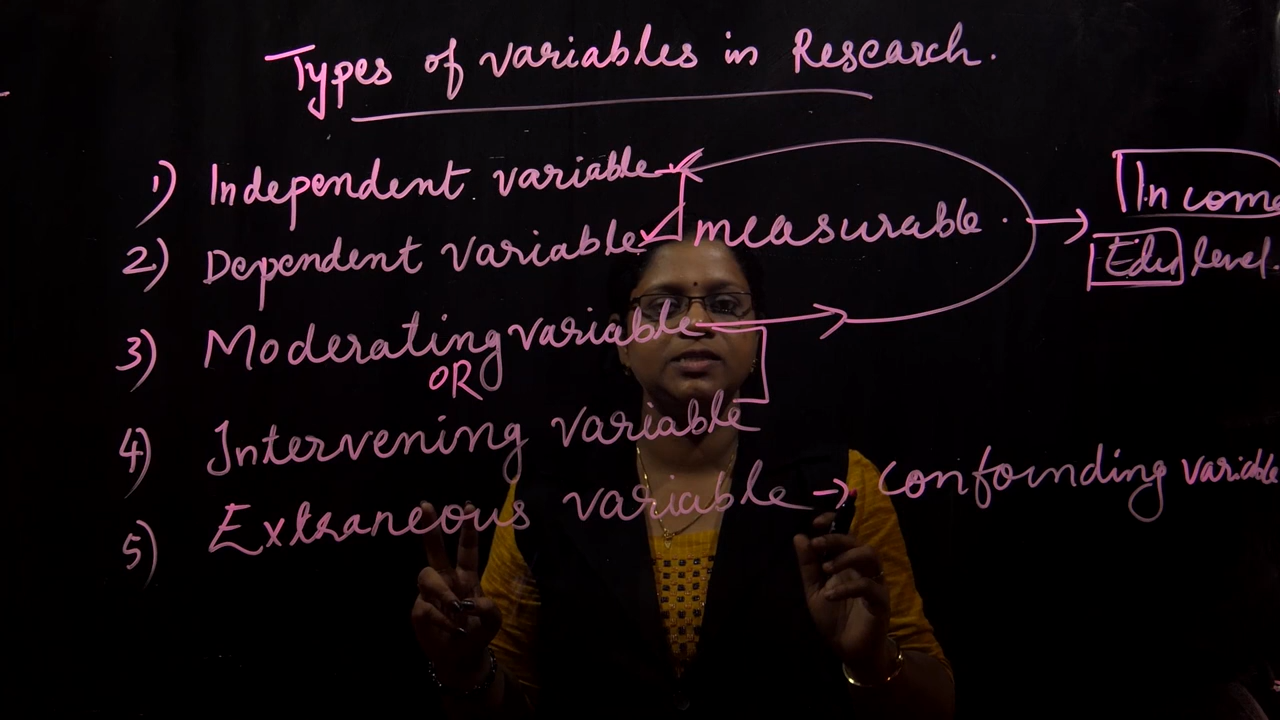 Types of variables in Research.
1) Independent variable
2) Dependent variable measurable.
3) Moderating variable
OR
4) Intervening variable
5) Extraneous variable → confounding variable
Income
Edu level.